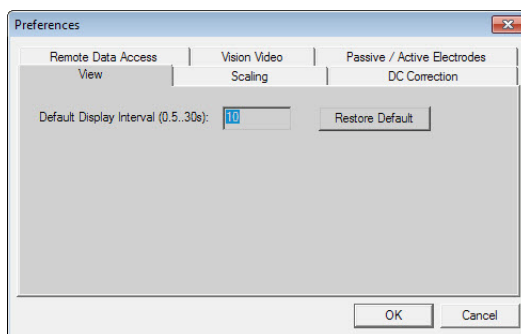 Preferences
Remote Data Access Vision Video Passive / Active Electrodes
View Scaling DC Correction
Default Display Interval (0.5..30s): 10 Restore Default
OK Cancel